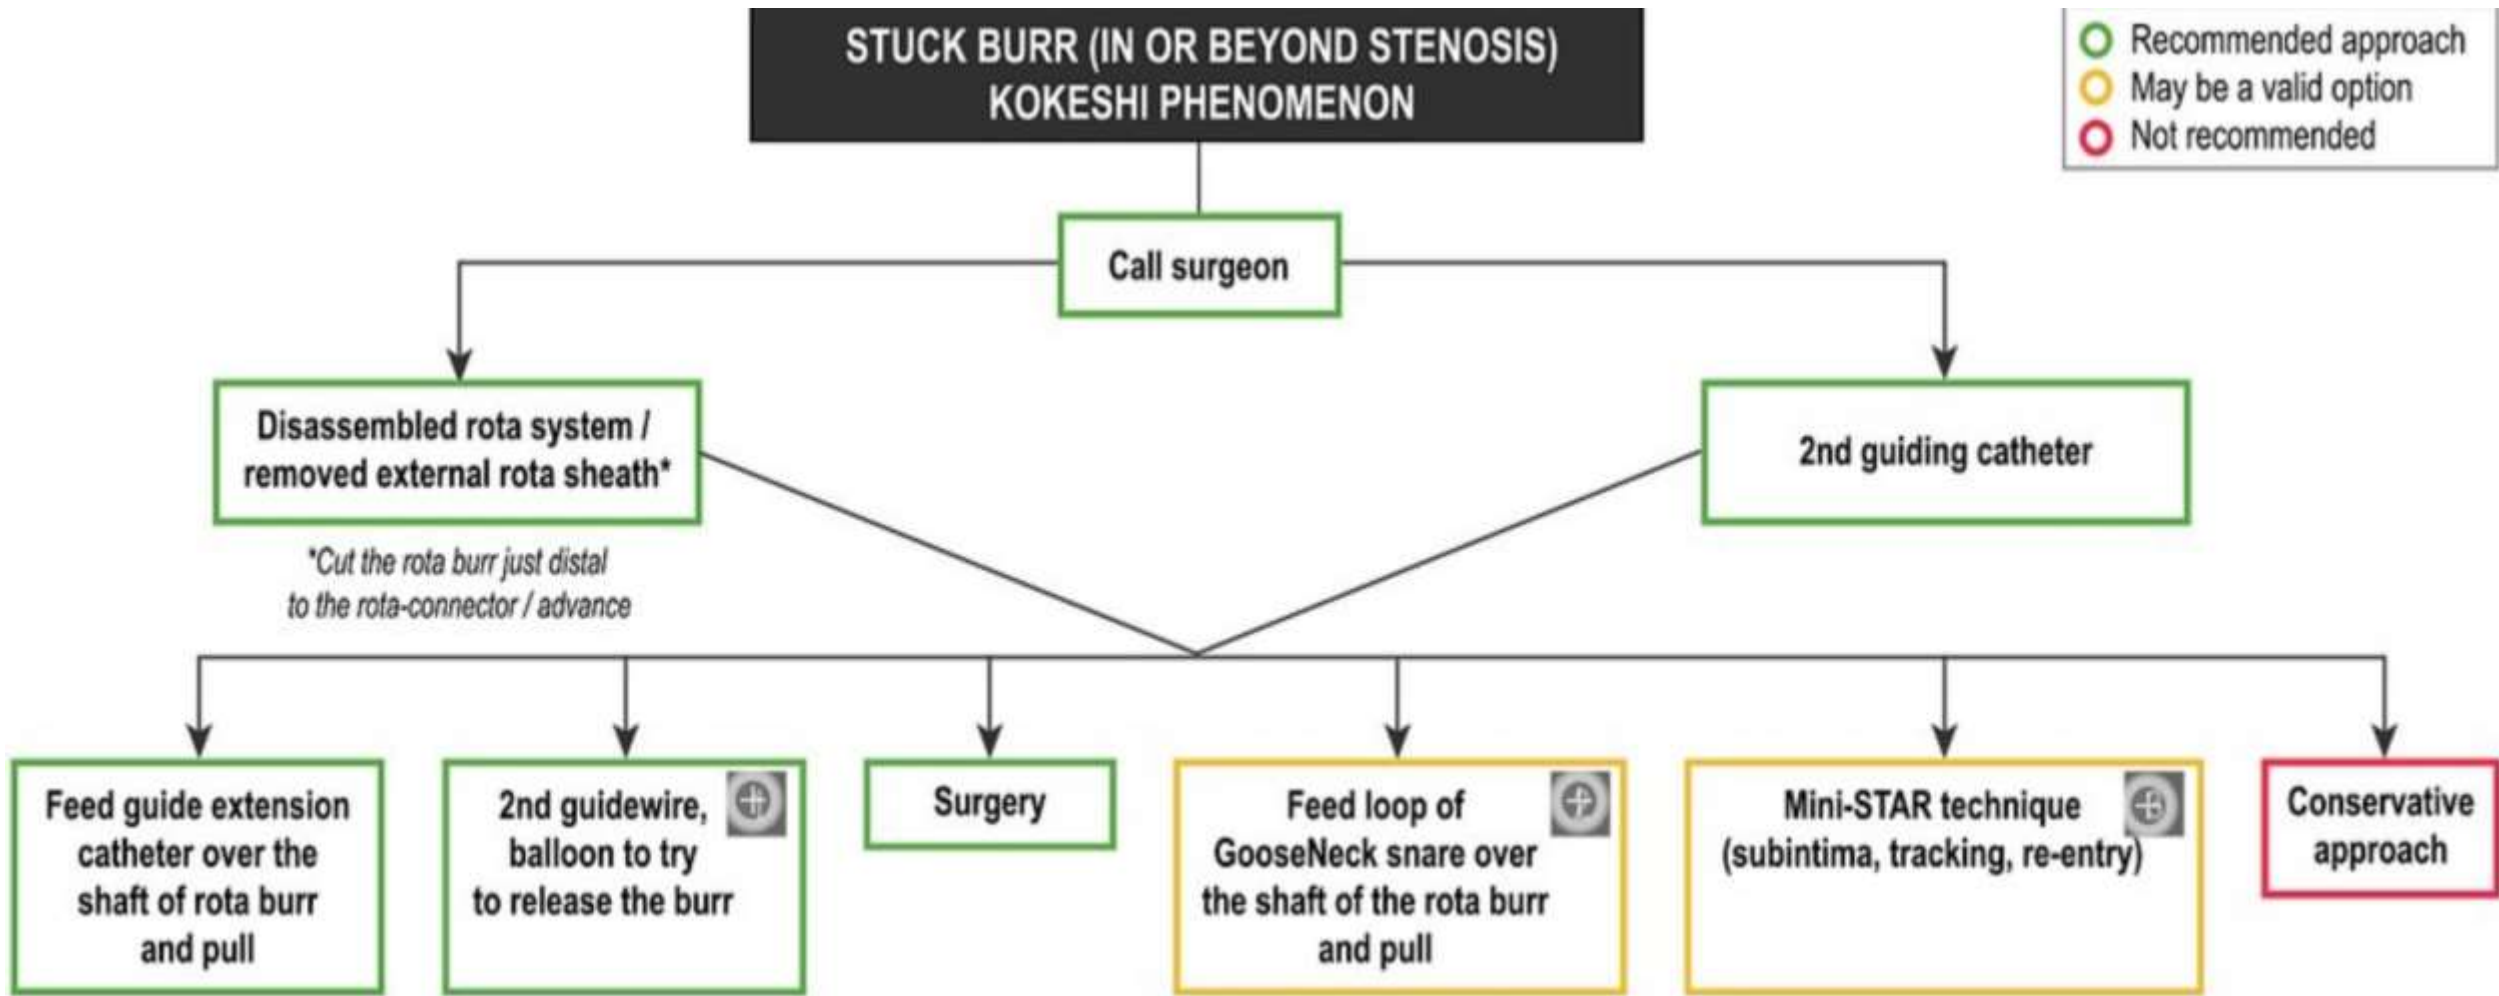 STUCK BURR (IN OR BEYOND STENOSIS)
KOKESHI PHENOMENON
Recommended approach
May be a valid option
Not recommended
Call surgeon
Disassembled rota system /
removed external rota sheath*
2nd guiding catheter
*Cut the rota burr just distal
to the rota-connector / advance
Feed guide extension
catheter over the
shaft of rota burr
and pull
2nd guidewire,
balloon to try
to release the burr
Surgery
Feed loop of
GooseNeck snare over
the shaft of the rota burr
and pull
Mini-STAR technique
(subintima, tracking, re-entry)
Conservative
approach